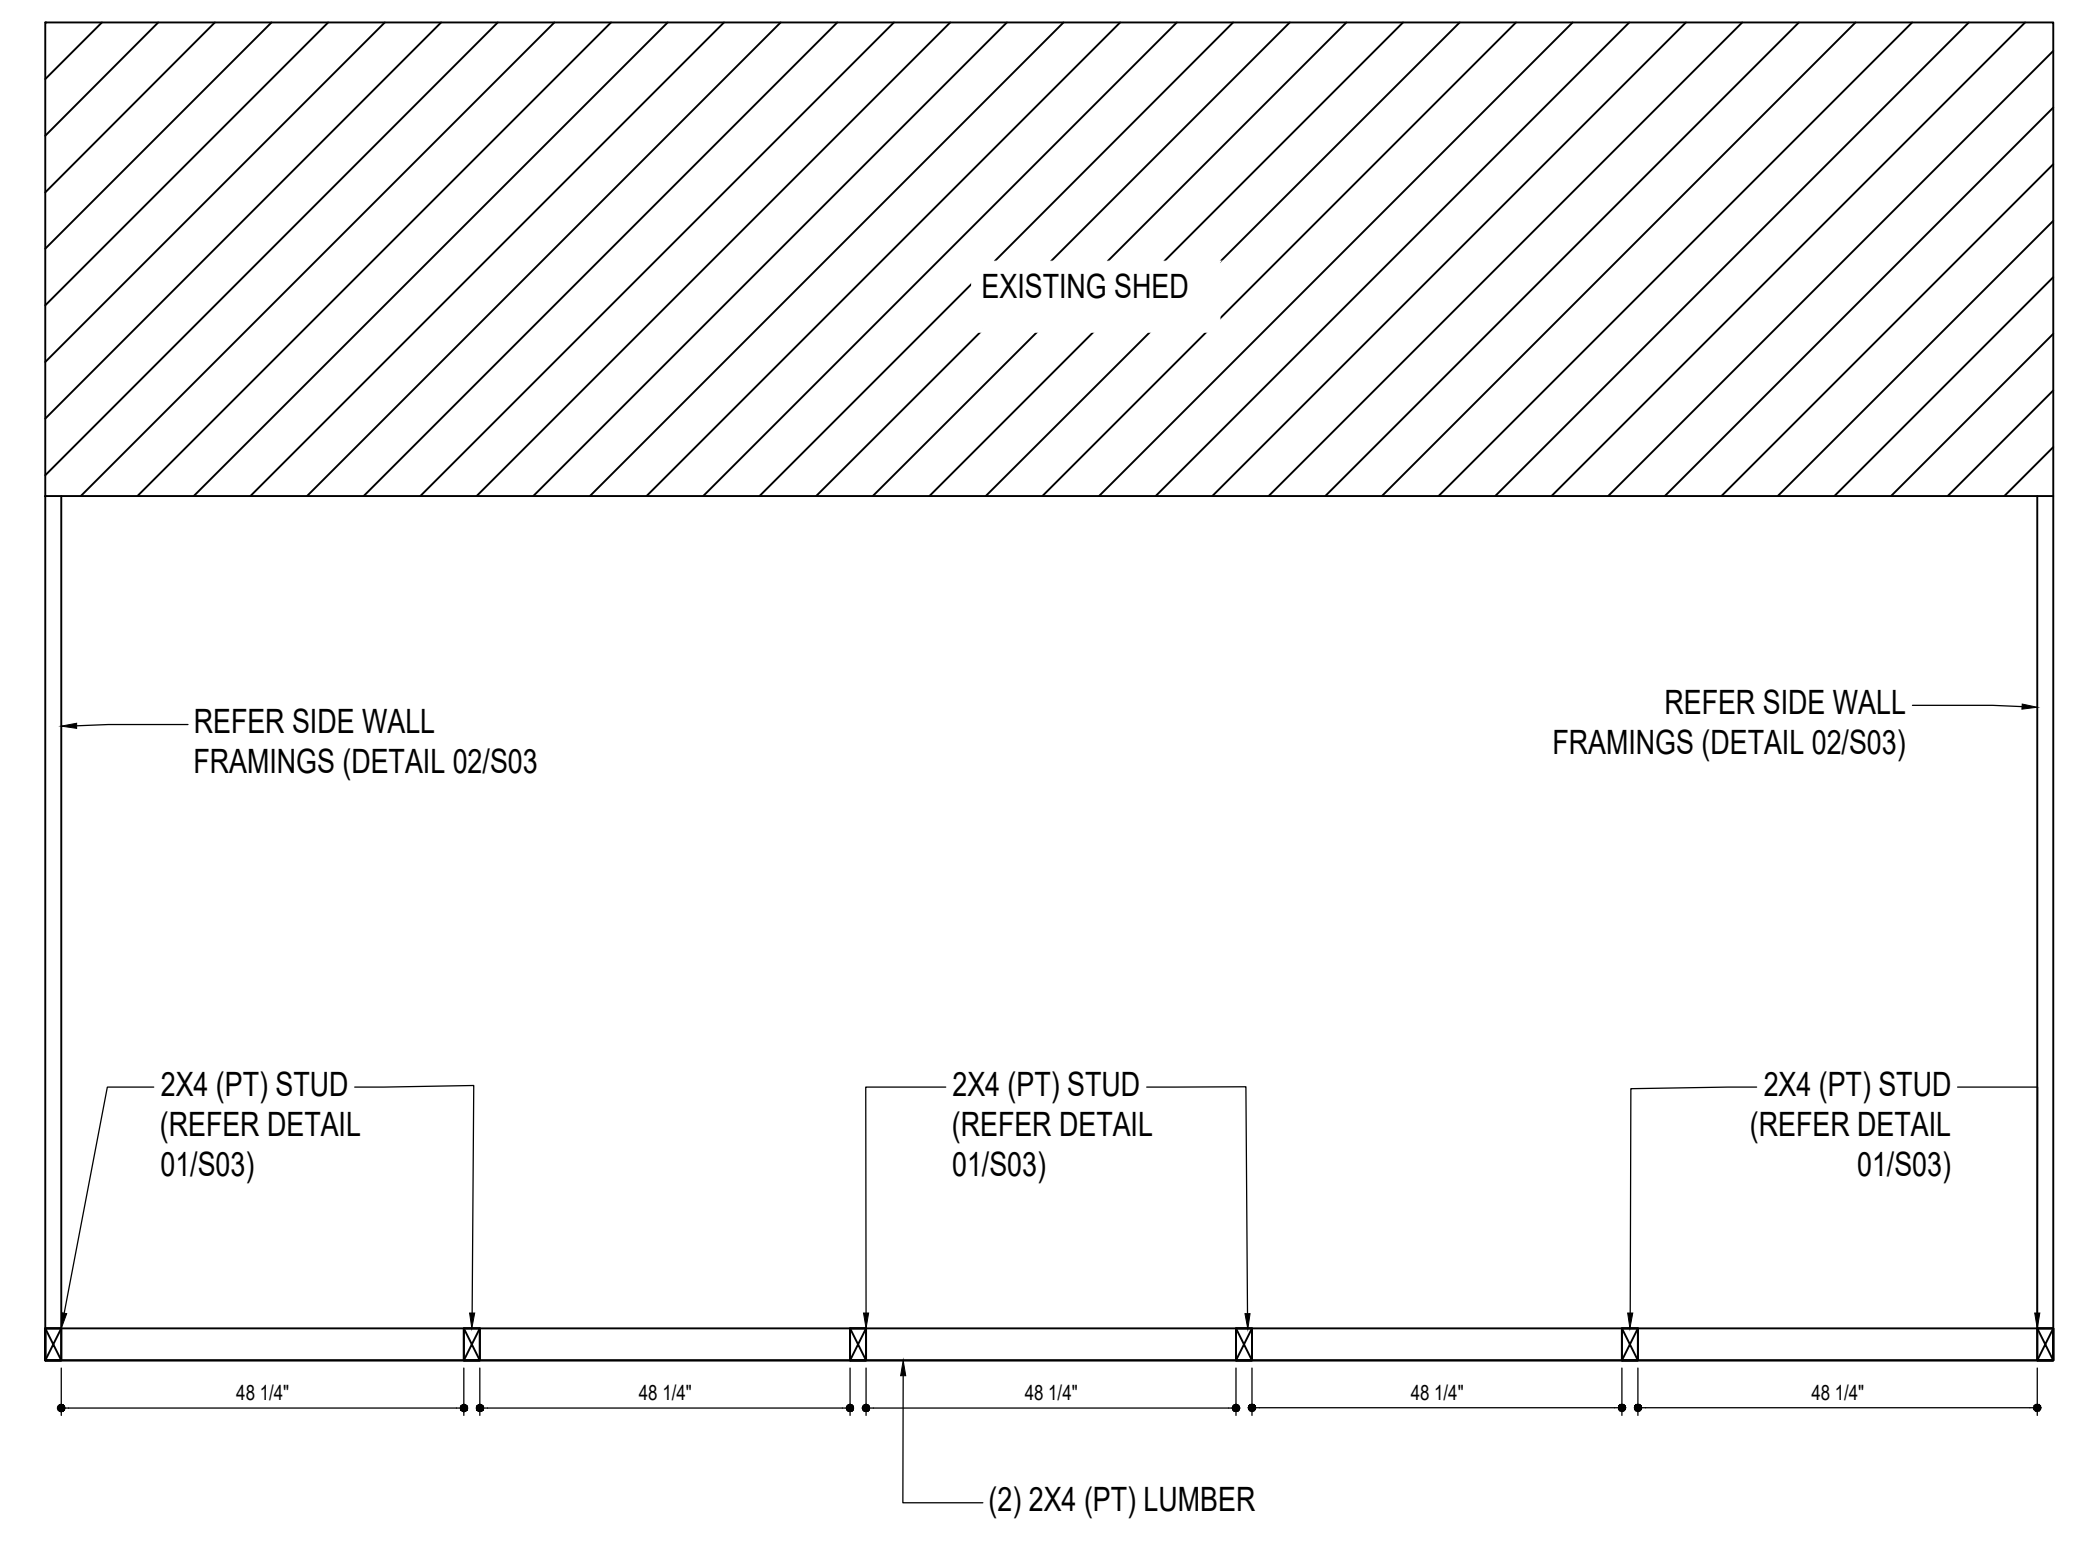 EXISTING SHED
REFER SIDE WALL
FRAMINGS (DETAIL 02/S03
REFER SIDE WALL
FRAMINGS (DETAIL 02/S03)
2X4 (PT) STUD
(REFER DETAIL
01/S03)
2X4 (PT) STUD
(REFER DETAIL
01/S03)
2X4 (PT) STUD
(REFER DETAIL
01/S03)
48 1/4"
48 1/4"
48 1/4"
48 1/4"
48 1/4"
(2) 2X4 (PT) LUMBER